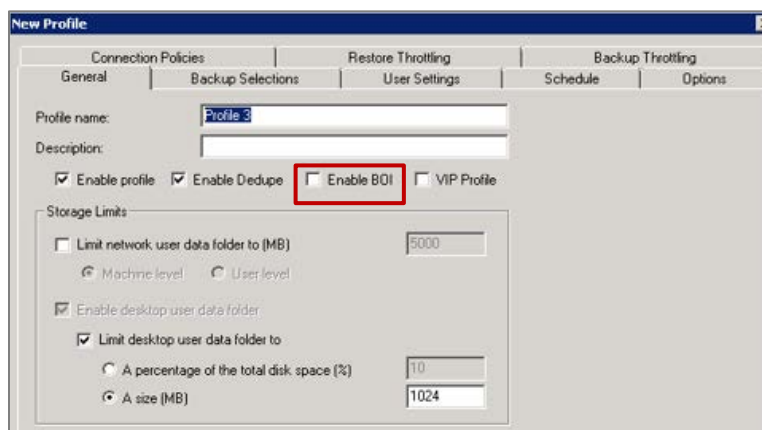 New Profile
Connection Policies Restore Throttling Backup Throttling
General Backup Selections User Settings Schedule Options
Profile name: Profile 3
Description:
Enable profile Enable Dedupe Enable BOI VIP Profile
Storage Limits
Limit network user data folder to (MB) 5000
Machine level User level
Enable desktop user data folder
Limit desktop user data folder to
A percentage of the total disk space (%) 10
A size (MB) 1024